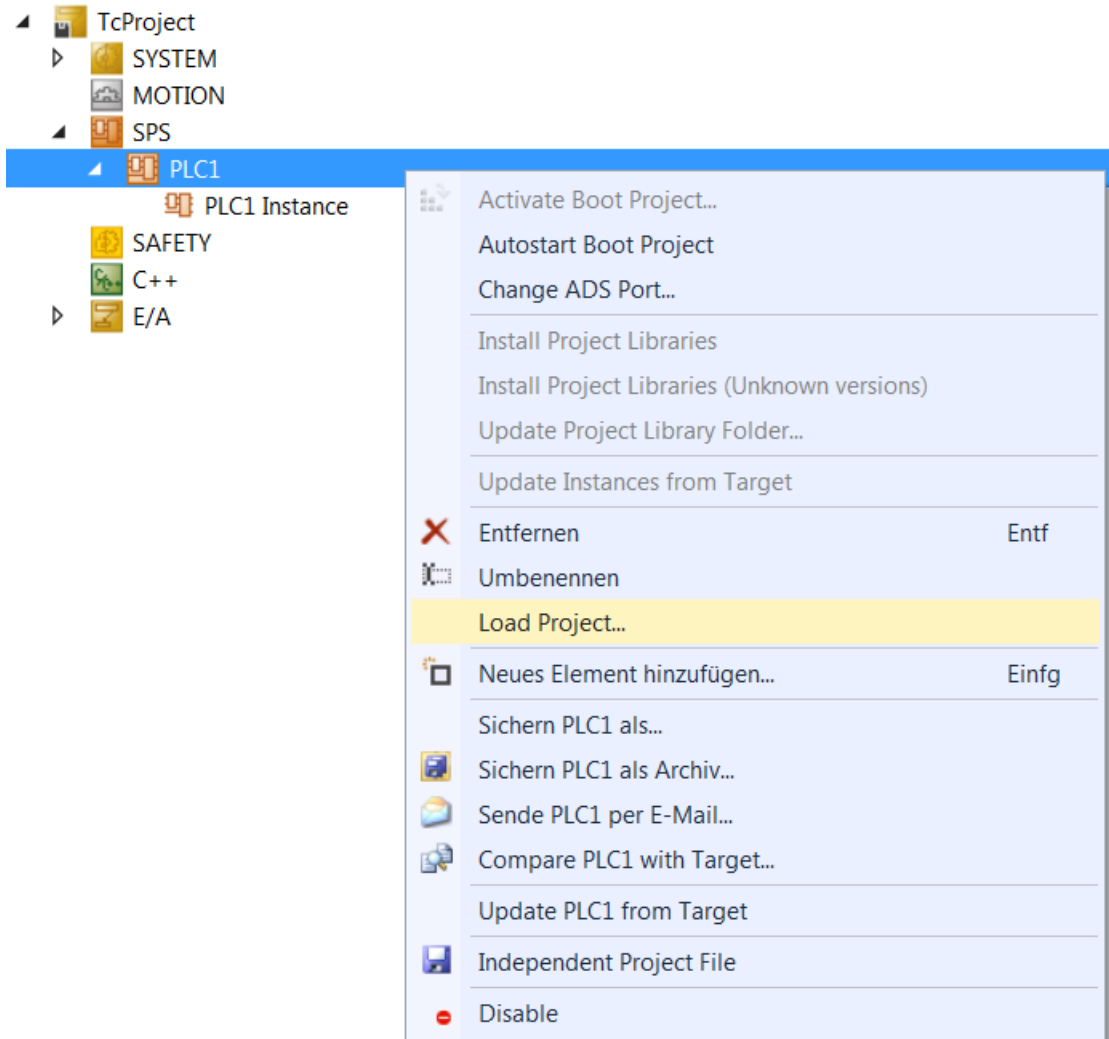 TcProject
SYSTEM
MOTION
SPS
PLC1
PLC1 Instance
SAFETY
C++
E/A
Activate Boot Project...
Autostart Boot Project
Change ADS Port...
Install Project Libraries
Install Project Libraries (Unknown versions)
Update Project Library Folder...
Update Instances from Target
Entfernen Entf
Umbenennen
Load Project...
Neues Element hinzufügen... Einfg
Sichern PLC1 als...
Sichern PLC1 als Archiv...
Sende PLC1 per E-Mail...
Compare PLC1 with Target...
Update PLC1 from Target
Independent Project File
Disable